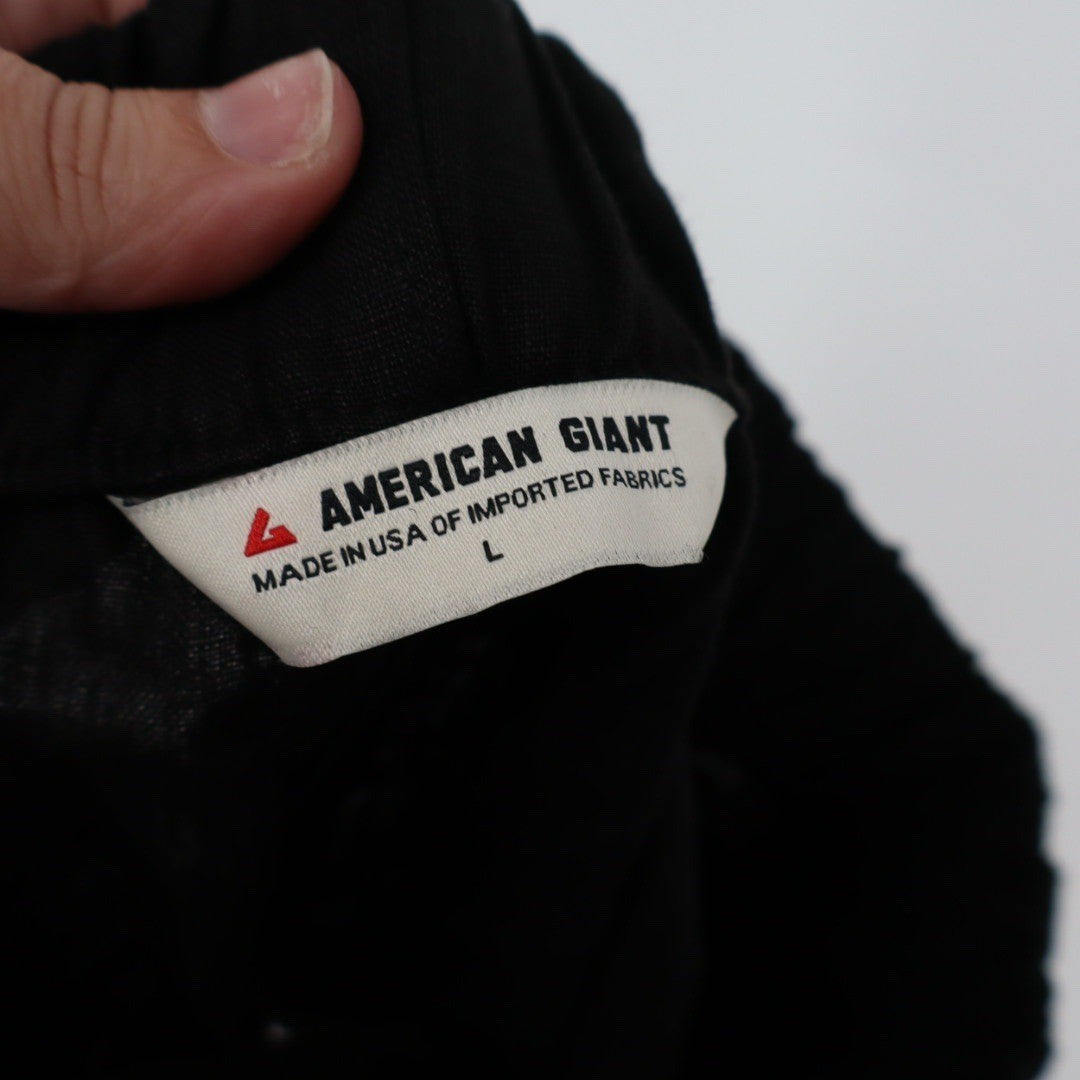 AMERICAN GIANT
MADE IN USA OF IMPORTED FABRICS
L